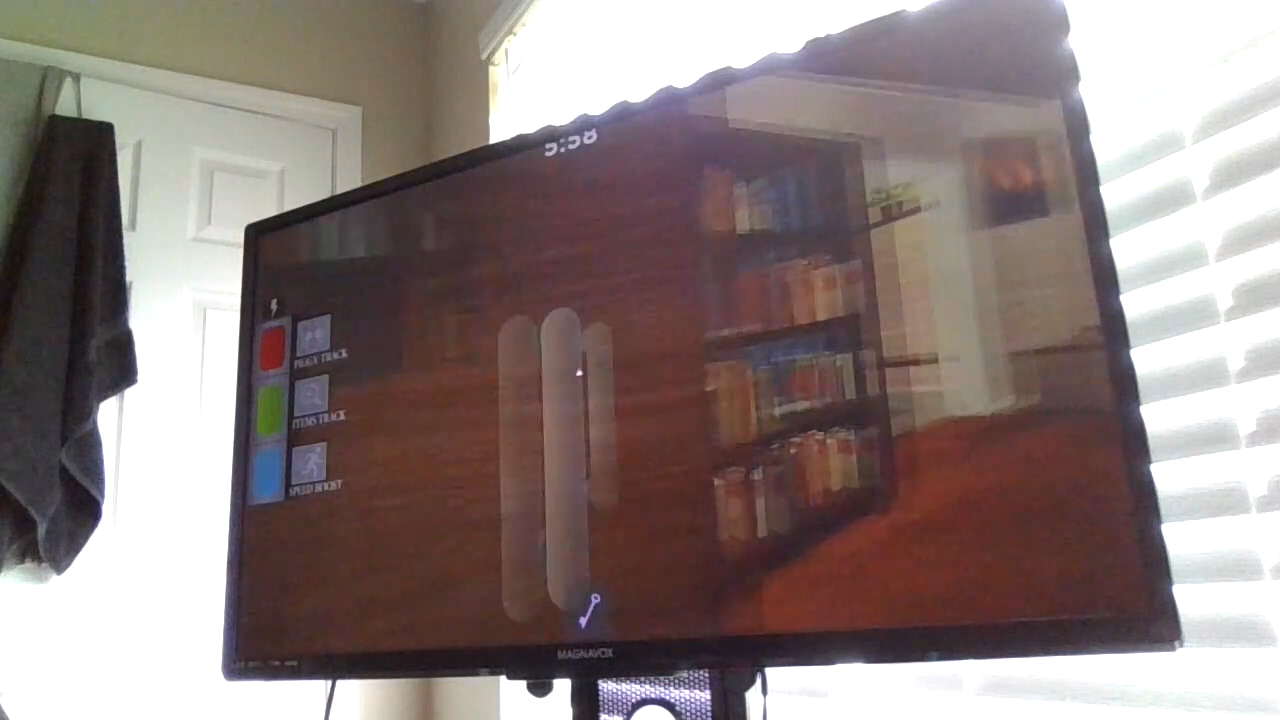 5:58
PIGGY TRACK
ITEMS TRACK
SPEED BOOST
MAGNAVOX